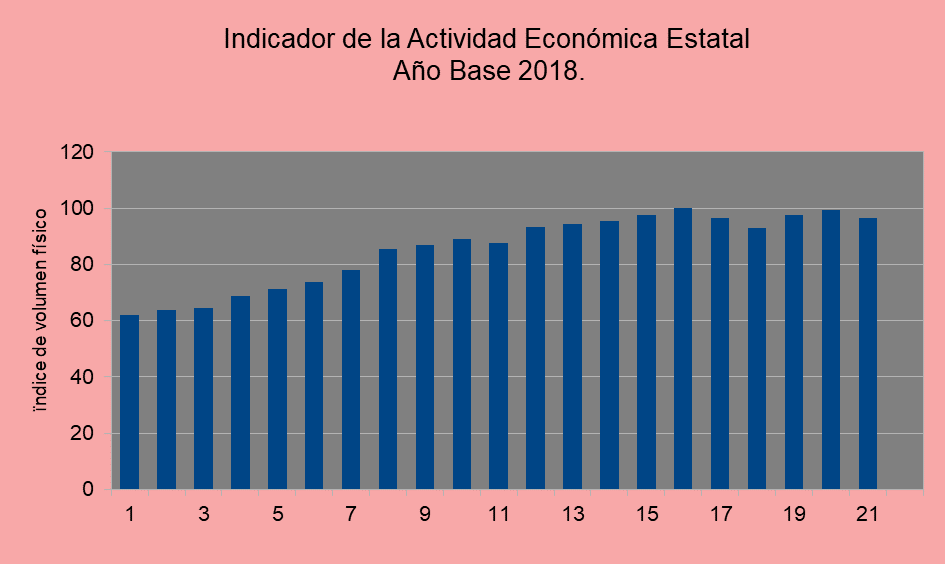 Indicador de la Actividad Económica Estatal
Año Base 2018.
ïndice de volumen físico
120
100
80
60
40
20
0
1 3 5 7 9 11 13 15 17 19 21